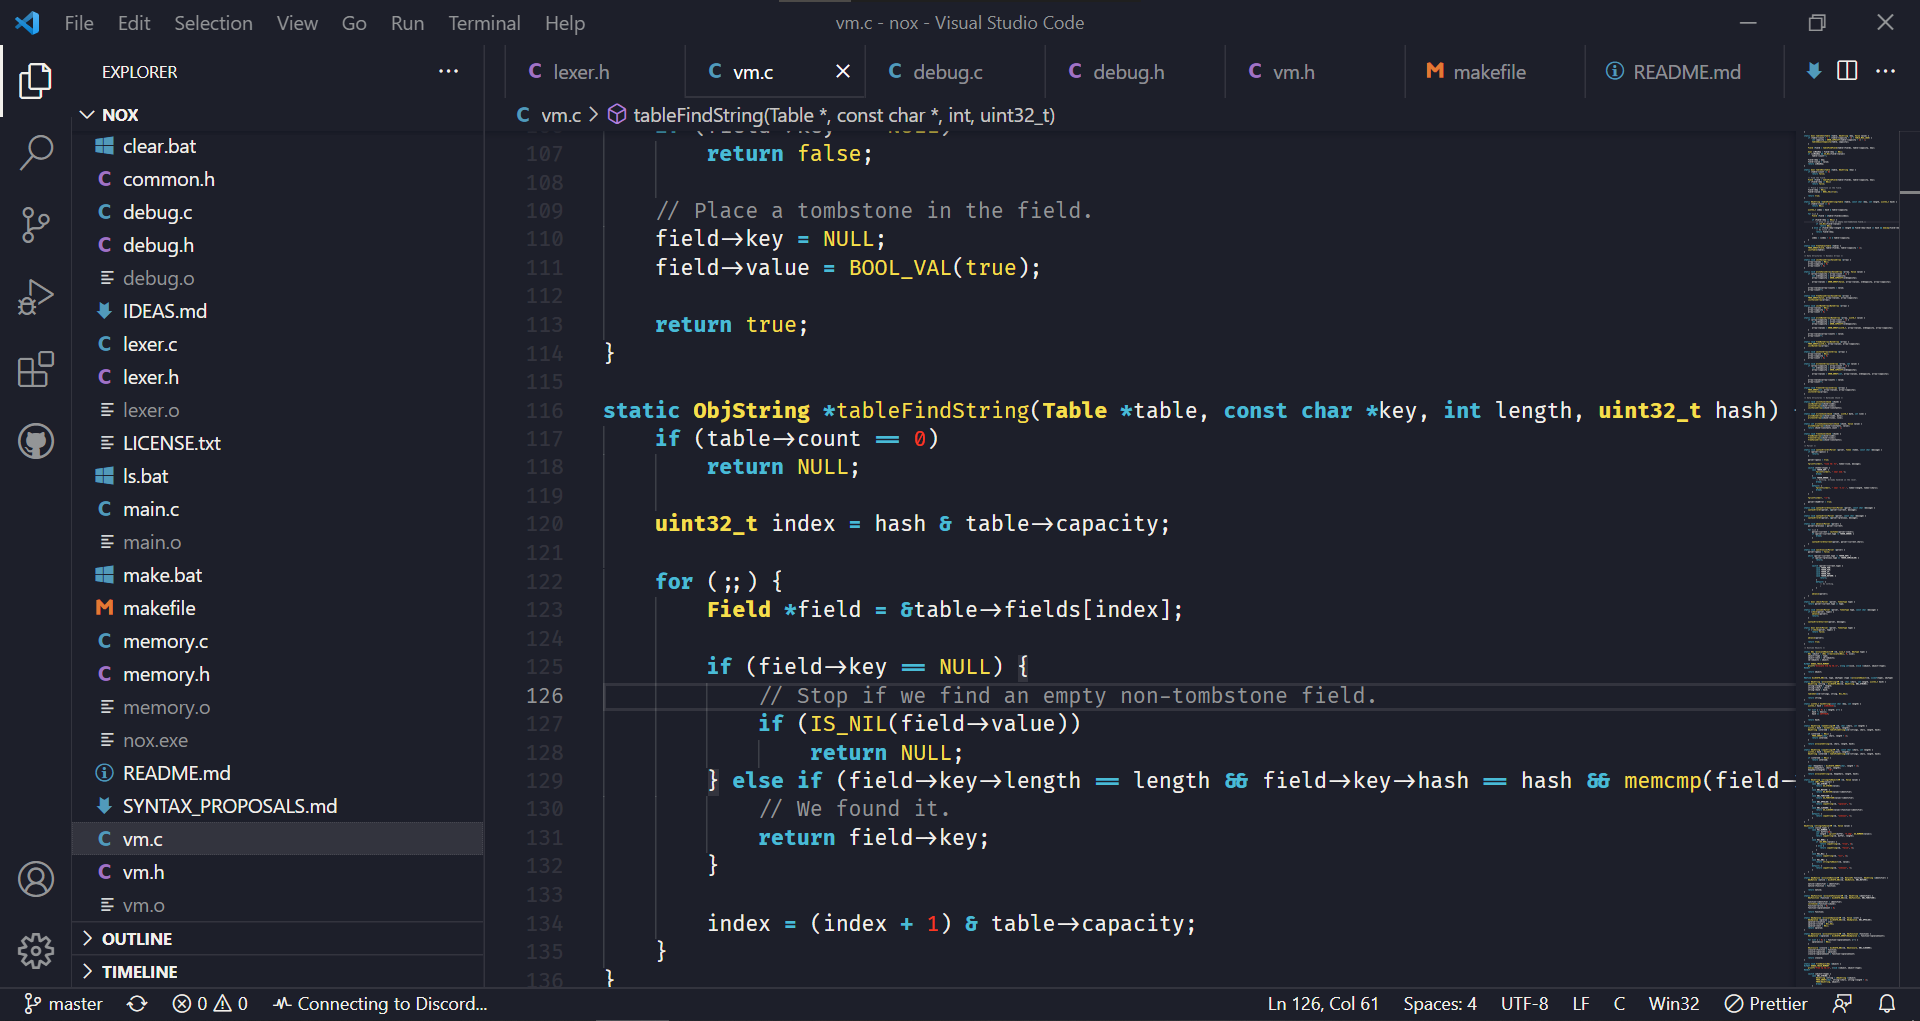 File Edit Selection View Go Run Terminal Help vm.c - nox - Visual Studio Code
EXPLORER
lexer.h vm.c debug.c debug.h vm.h makefile README.md
NOX
vm.c > tableFindString(Table *, const char *, int, uint32_t)
clear.bat
common.h
debug.c
debug.h
debug.o
IDEAS.md
lexer.c
lexer.h
lexer.o
LICENSE.txt
ls.bat
main.c
main.o
make.bat
makefile
memory.c
memory.h
memory.o
nox.exe
README.md
SYNTAX_PROPOSALS.md
vm.c
vm.h
vm.o
OUTLINE
TIMELINE
107 return false;
108
109 // Place a tombstone in the field.
110 field->key = NULL;
111 field->value = BOOL_VAL(true);
112
113 return true;
114 }
115
116 static ObjString *tableFindString(Table *table, const char *key, int length, uint32_t hash)
117 if (table->count == 0)
118 return NULL;
119
120 uint32_t index = hash & table->capacity;
121
122 for (;;) {
123 Field *field = &table->fields[index];
124
125 if (field->key == NULL) {
126 // Stop if we find an empty non-tombstone field.
127 if (IS_NIL(field->value))
128 return NULL;
129 } else if (field->key->length == length && field->key->hash == hash && memcmp(field-
130 // We found it.
131 return field->key;
132 }
133
134 index = (index + 1) & table->capacity;
135 }
136 }
master 0 0 Connecting to Discord... Ln 126, Col 61 Spaces: 4 UTF-8 LF C Win32 Prettier